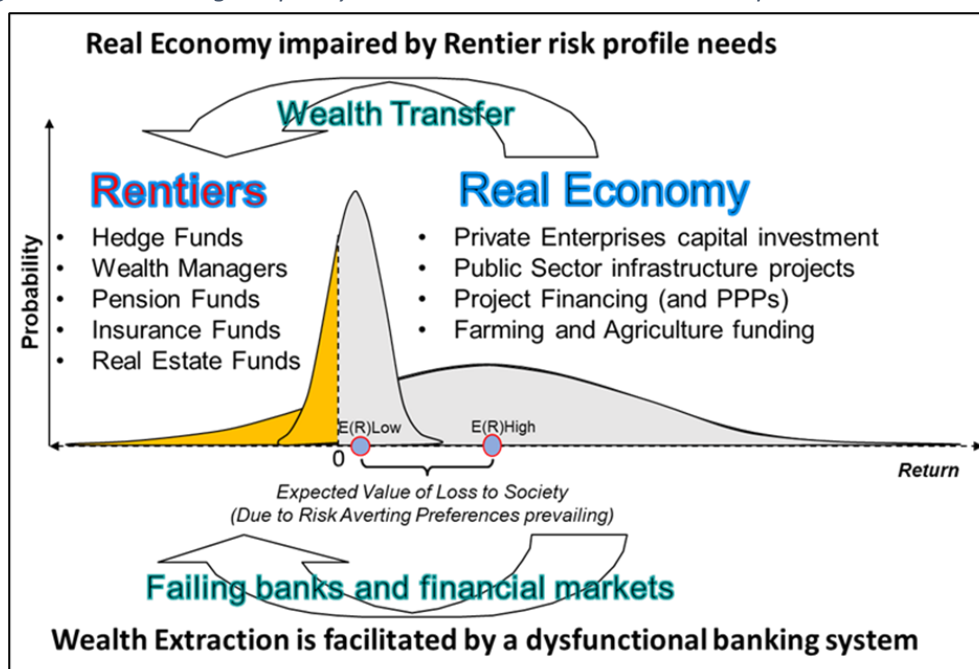 Real Economy impaired by Rentier risk profile needs
Wealth Transfer
Rentiers
• Hedge Funds
• Wealth Managers
• Pension Funds
• Insurance Funds
• Real Estate Funds
Real Economy
• Private Enterprises capital investment
• Public Sector infrastructure projects
• Project Financing (and PPPs)
• Farming and Agriculture funding
Probability
E(R)Low
E(R)High
0
Return
Expected Value of Loss to Society
(Due to Risk Averting Preferences prevailing)
Failing banks and financial markets
Wealth Extraction is facilitated by a dysfunctional banking system